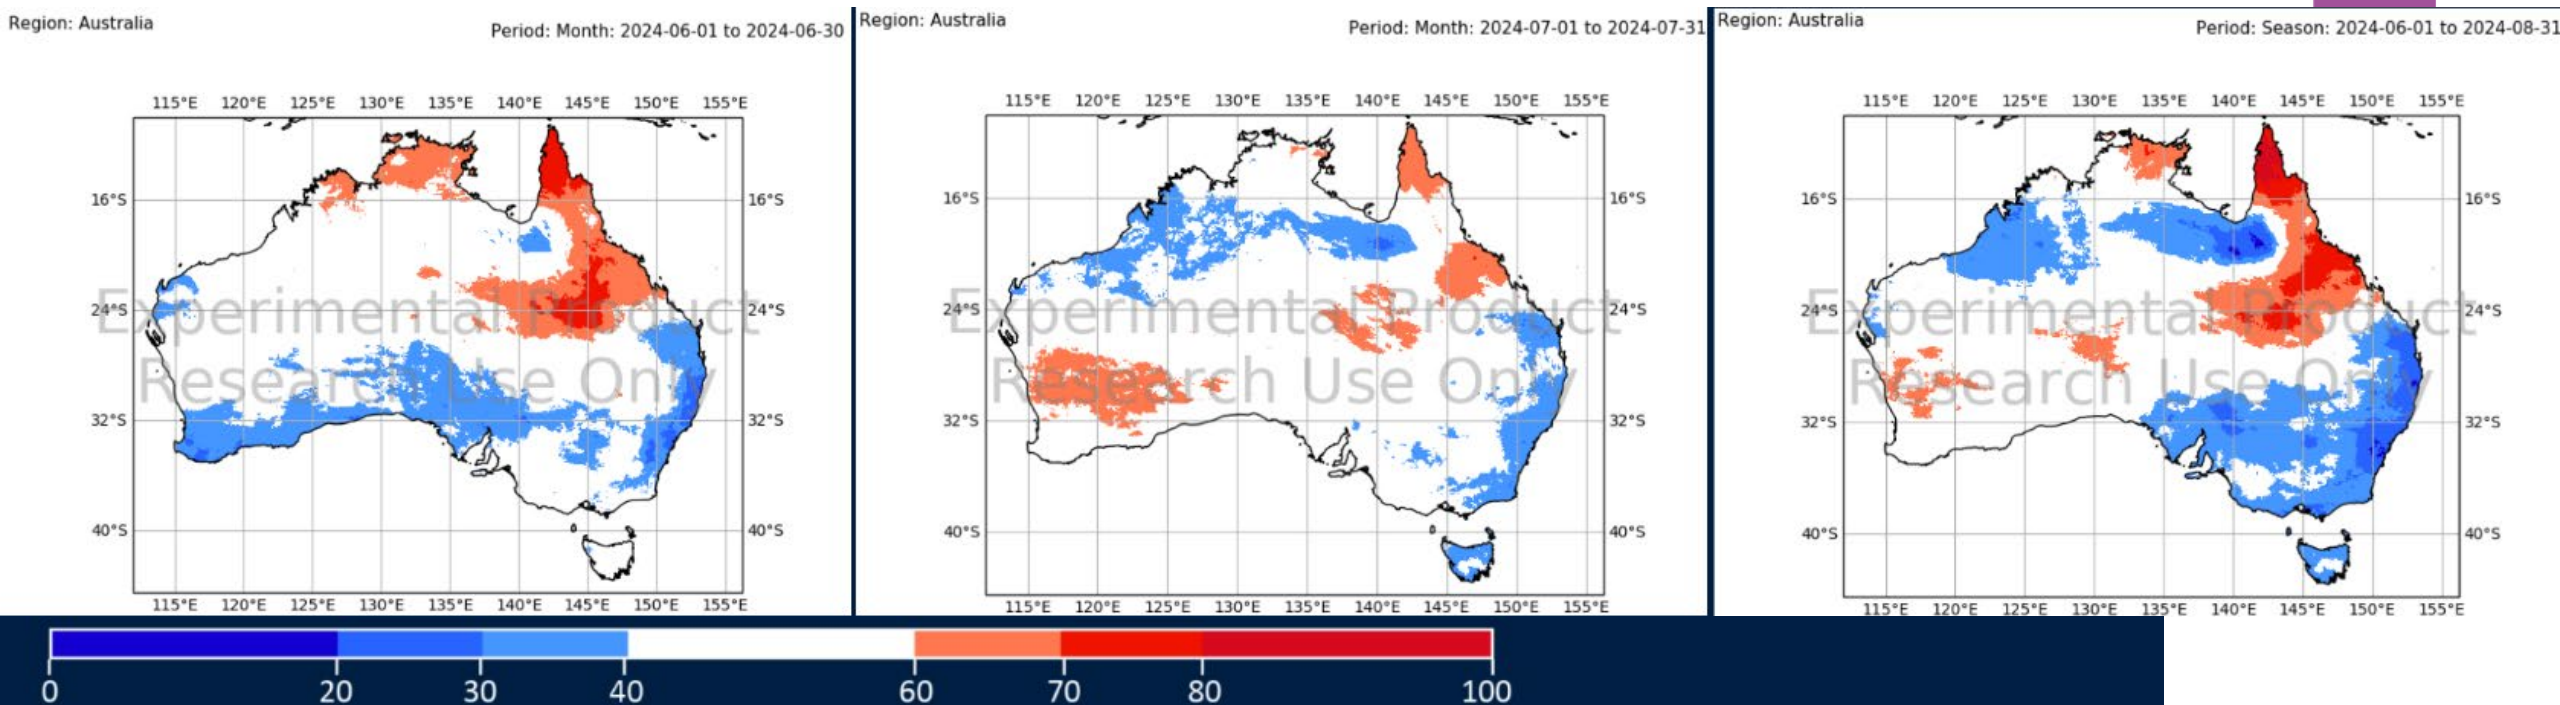 Region: Australia
Period: Month: 2024-06-01 to 2024-06-30
115°E 120°E 125°E 130°E 135°E 140°E 145°E 150°E 155°E
16°S 16°S
24°S 24°S
32°S 32°S
40°S 40°S
Experimental Product
Research Use Only
115°E 120°E 125°E 130°E 135°E 140°E 145°E 150°E 155°E
Region: Australia
Period: Month: 2024-07-01 to 2024-07-31
115°E 120°E 125°E 130°E 135°E 140°E 145°E 150°E 155°E
16°S 16°S
24°S 24°S
32°S 32°S
40°S 40°S
Experimental Product
Research Use Only
115°E 120°E 125°E 130°E 135°E 140°E 145°E 150°E 155°E
Region: Australia
Period: Season: 2024-06-01 to 2024-08-31
115°E 120°E 125°E 130°E 135°E 140°E 145°E 150°E 155°E
16°S 16°S
24°S 24°S
32°S 32°S
40°S 40°S
Experimental Product
Research Use Only
115°E 120°E 125°E 130°E 135°E 140°E 145°E 150°E 155°E
0 20 30 40 60 70 80 100